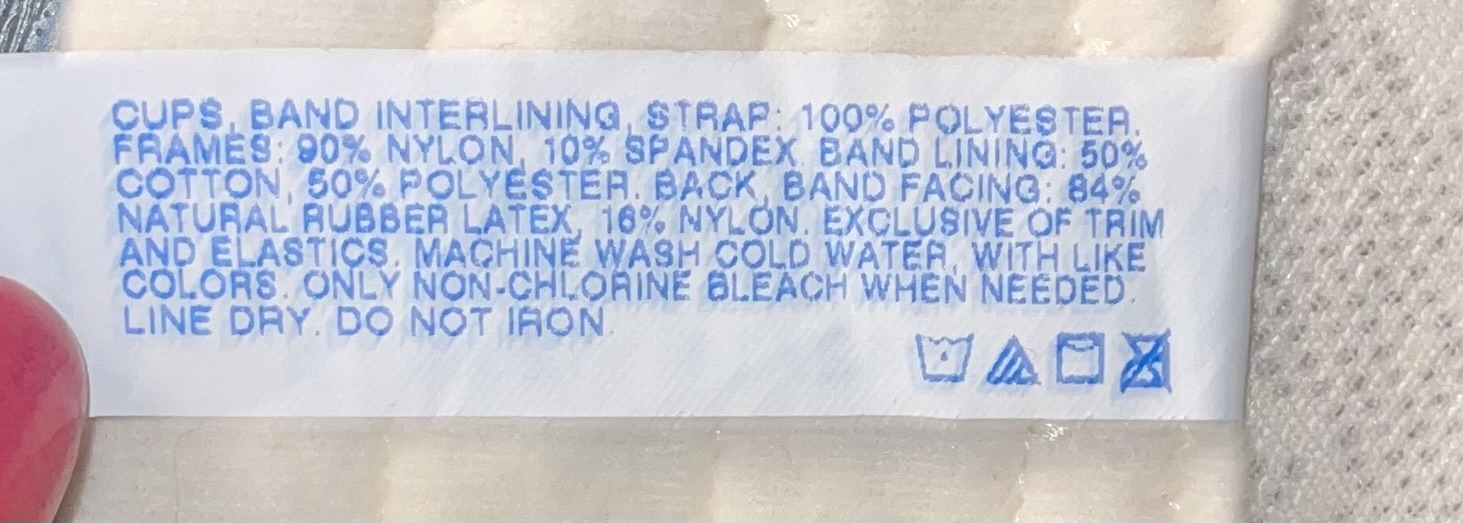 CUPS, BAND INTERLINING, STRAP: 100% POLYESTER.
FRAMES: 90% NYLON, 10% SPANDEX. BAND LINING: 50%
COTTON, 50% POLYESTER. BACK, BAND FACING: 84%
NATURAL RUBBER LATEX, 16% NYLON. EXCLUSIVE OF TRIM
AND ELASTICS. MACHINE WASH COLD WATER, WITH LIKE
COLORS. ONLY NON-CHLORINE BLEACH WHEN NEEDED.
LINE DRY. DO NOT IRON.